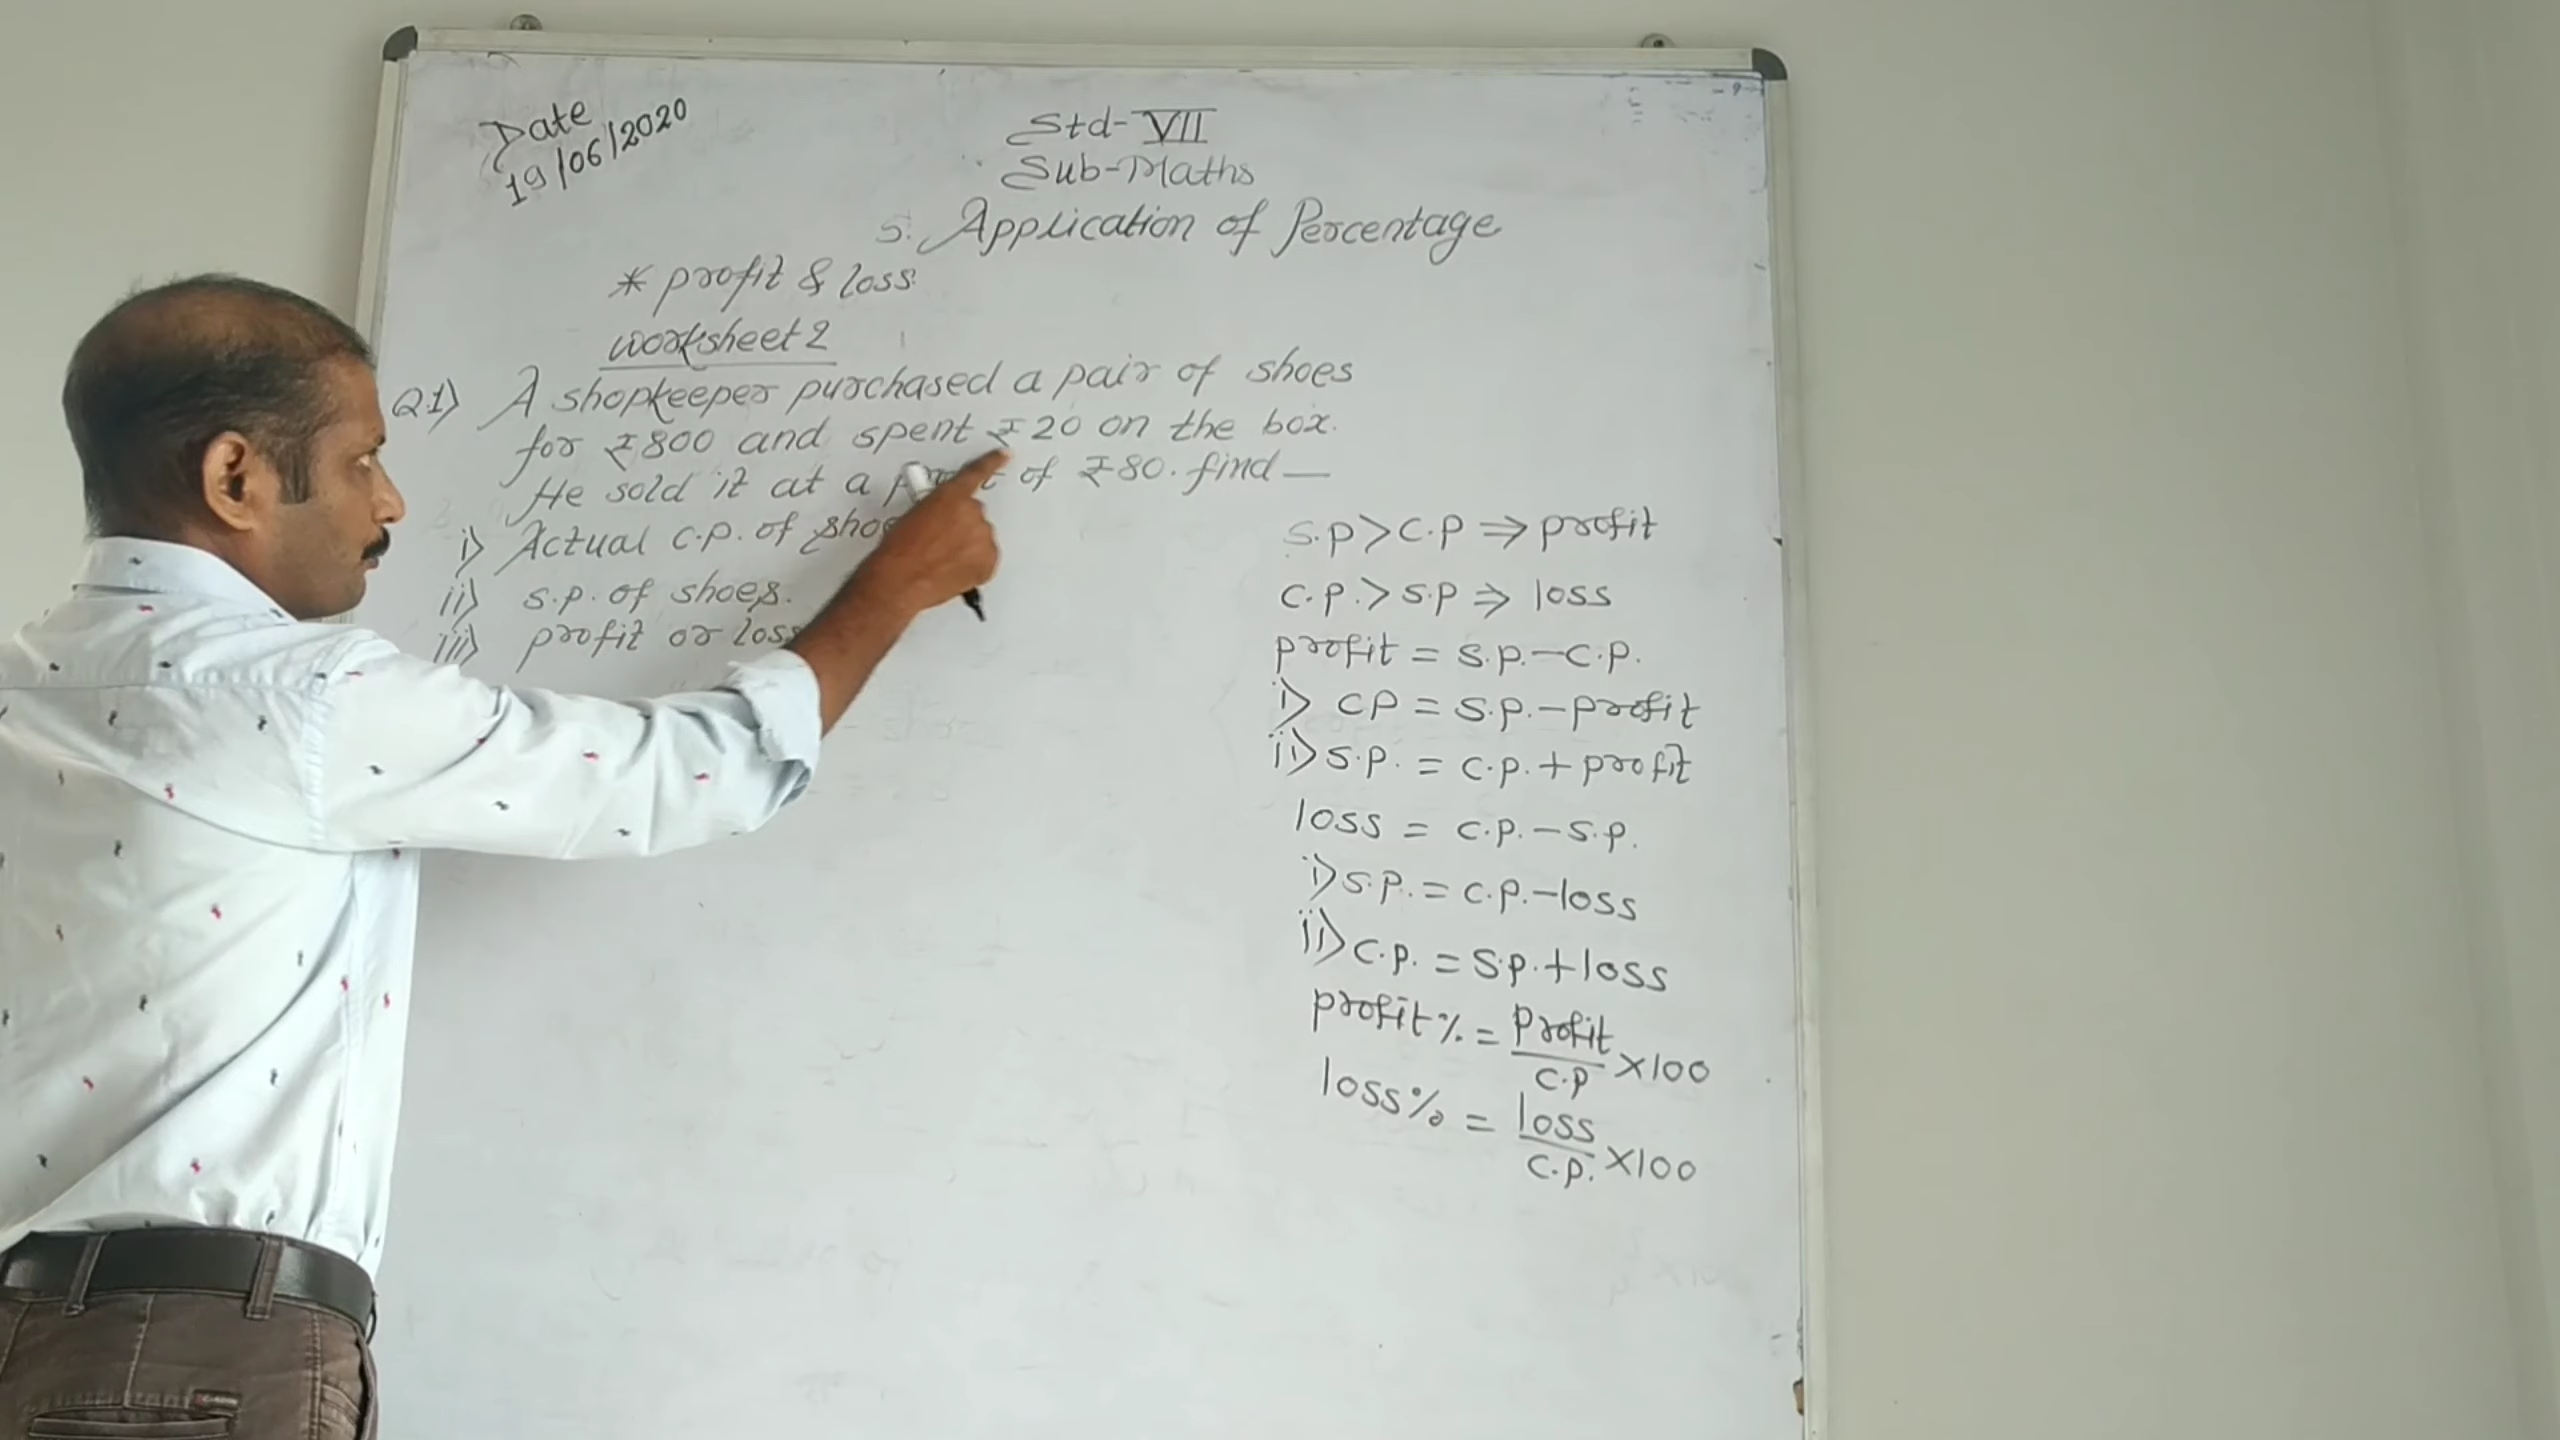 Date
19/06/2020
Std-VII
Sub-Maths
5. Application of Percentage
* profit & loss
worksheet 2
Q.1) A shopkeeper purchased a pair of shoes
for ₹800 and spent ₹20 on the box.
He sold it at a of ₹80. find —
i) Actual c.p. of
ii) s.p. of shoes.
iii) profit or loss
s.p > c.p ⇒ profit
c.p. > s.p ⇒ loss
profit = s.p. - c.p.
i) cp = s.p. - profit
ii) s.p. = c.p. + profit
loss = c.p. - s.p.
i) s.p. = c.p. - loss
ii) c.p. = s.p. + loss
profit % = profit / c.p × 100
loss % = loss / c.p. × 100